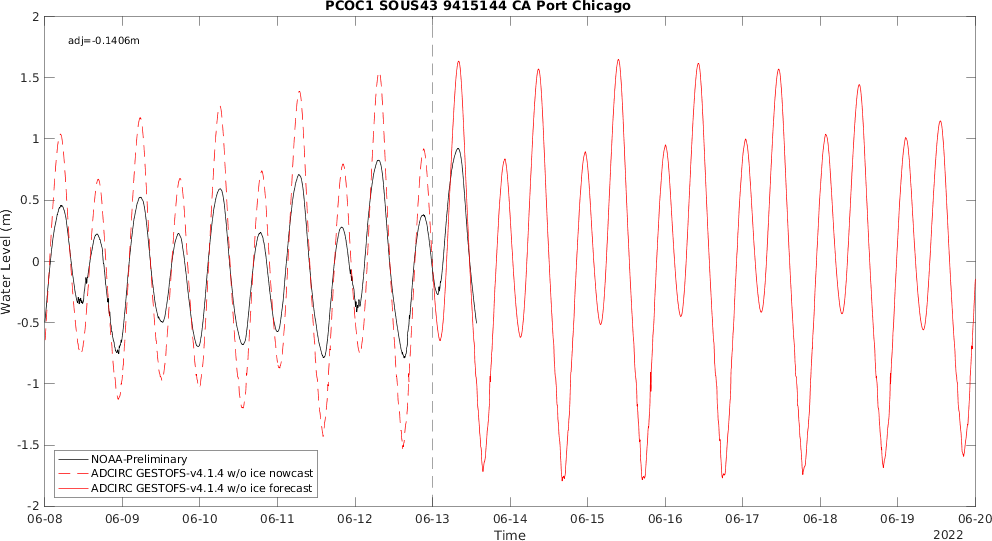 PCOC1 SOUS43 9415144 CA Port Chicago
adj=-0.1406m
2
1.5
1
0.5
0
-0.5
-1
-1.5
-2
Water Level (m)
NOAA-Preliminary
ADCIRC GESTOFS-v4.1.4 w/o ice nowcast
ADCIRC GESTOFS-v4.1.4 w/o ice forecast
06-08 06-09 06-10 06-11 06-12 06-13 06-14 06-15 06-16 06-17 06-18 06-19 06-20
Time
2022